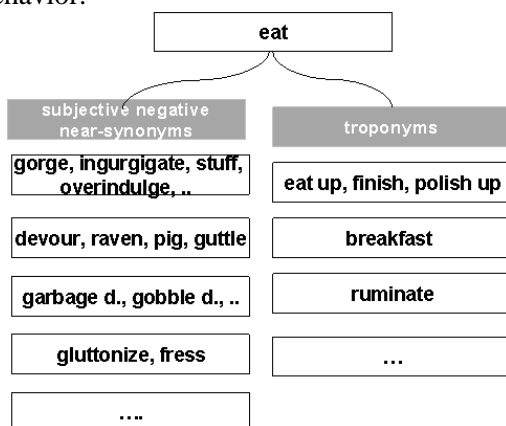 behavior.
eat
subjective negative
near-synonyms
gorge, ingurgigate, stuff,
overindulge, ..
devour, raven, pig, guttle
garbage d., gobble d., ..
gluttonize, fress
....
troponyms
eat up, finish, polish up
breakfast
ruminate
...